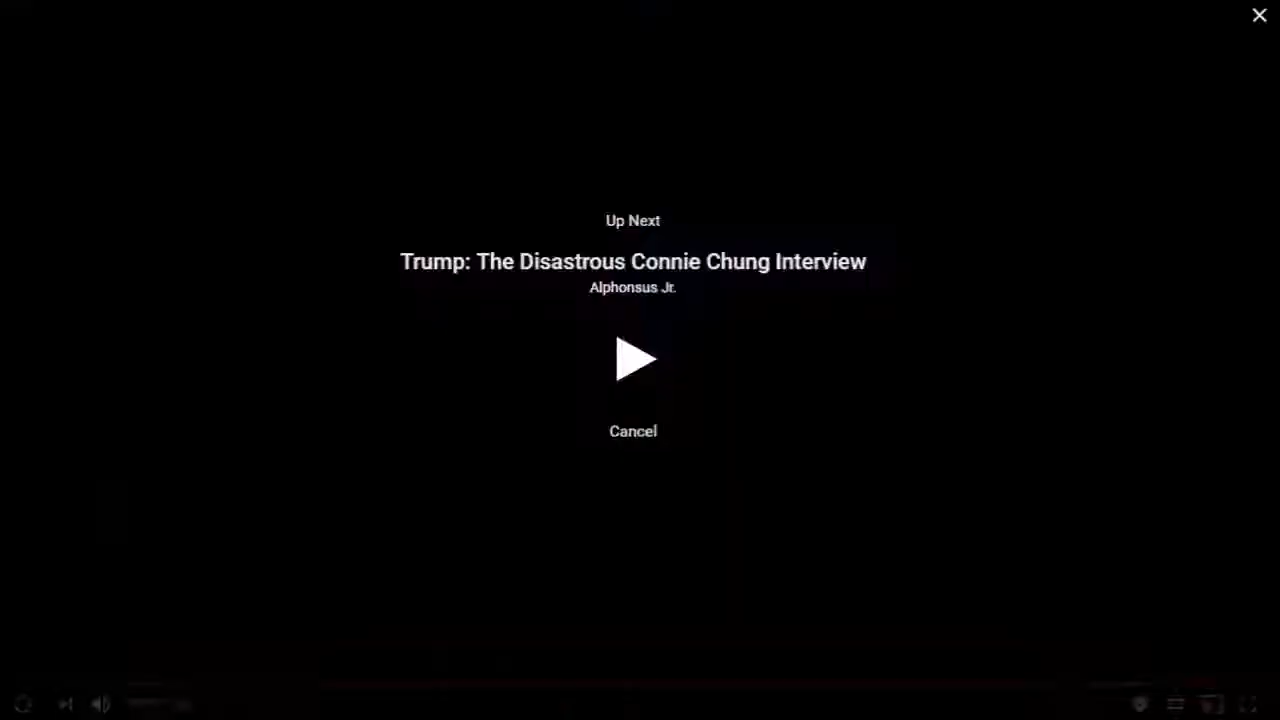 Up Next
Trump: The Disastrous Connie Chung Interview
Alphonsus Jr.
Cancel